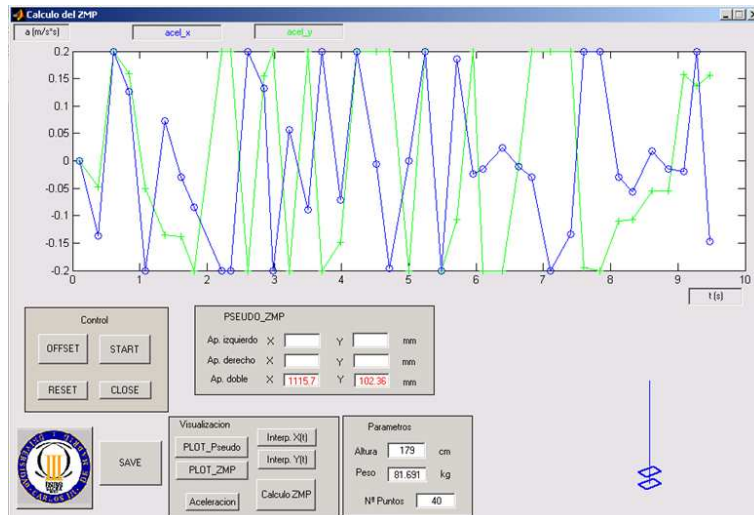 Calculo del ZMP
a (m/s*s) acel_x acel_y
0.2
0.15
0.1
0.05
0
-0.05
-0.1
-0.15
-0.2
0 1 2 3 4 5 6 7 8 9 10
t (s)
Control
OFFSET START
RESET CLOSE
PSEUDO_ZMP
Ap. izquierdo X Y mm
Ap. derecho X Y mm
Ap. doble X 1115.7 Y 102.36 mm
SAVE
Visualizacion
PLOT_Pseudo Interp. X(t)
PLOT_ZMP Interp. Y(t)
Aceleracion Calculo ZMP
Parametros
Altura 179 cm
Peso 81.691 kg
Nº Puntos 40